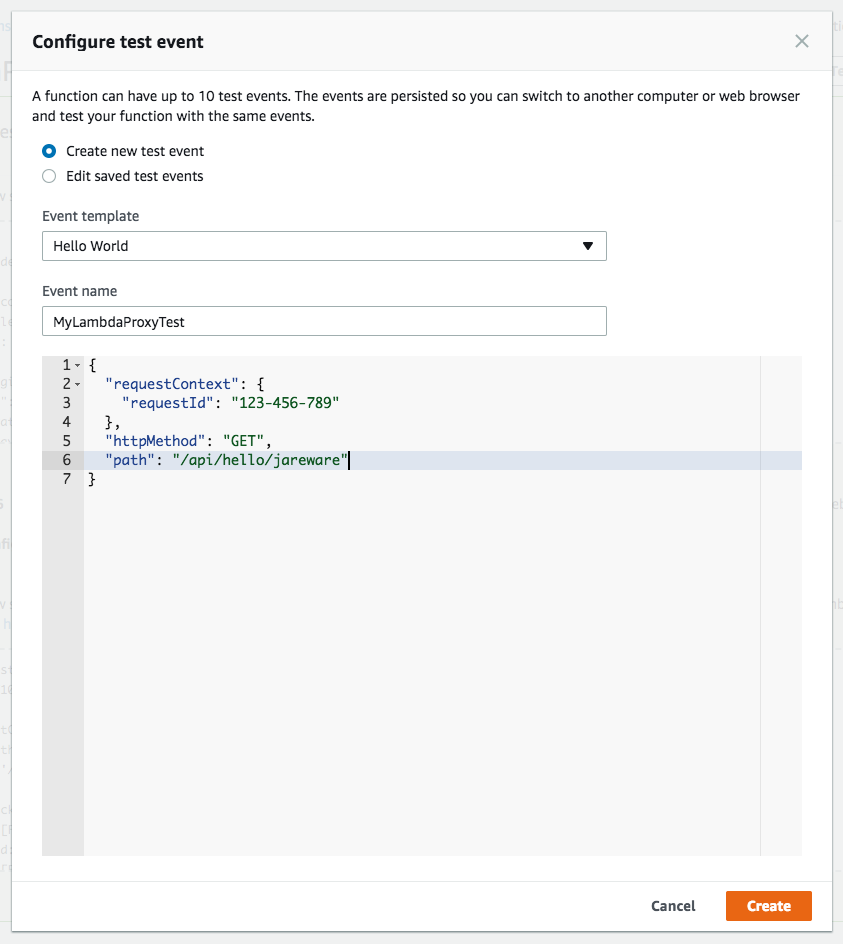 Configure test event
A function can have up to 10 test events. The events are persisted so you can switch to another computer or web browser
and test your function with the same events.
Create new test event
Edit saved test events
Event template
Hello World
Event name
MyLambdaProxyTest
1 {
2 "requestContext": {
3 "requestId": "123-456-789"
4 },
5 "httpMethod": "GET",
6 "path": "/api/hello/jareware"
7 }
Cancel
Create